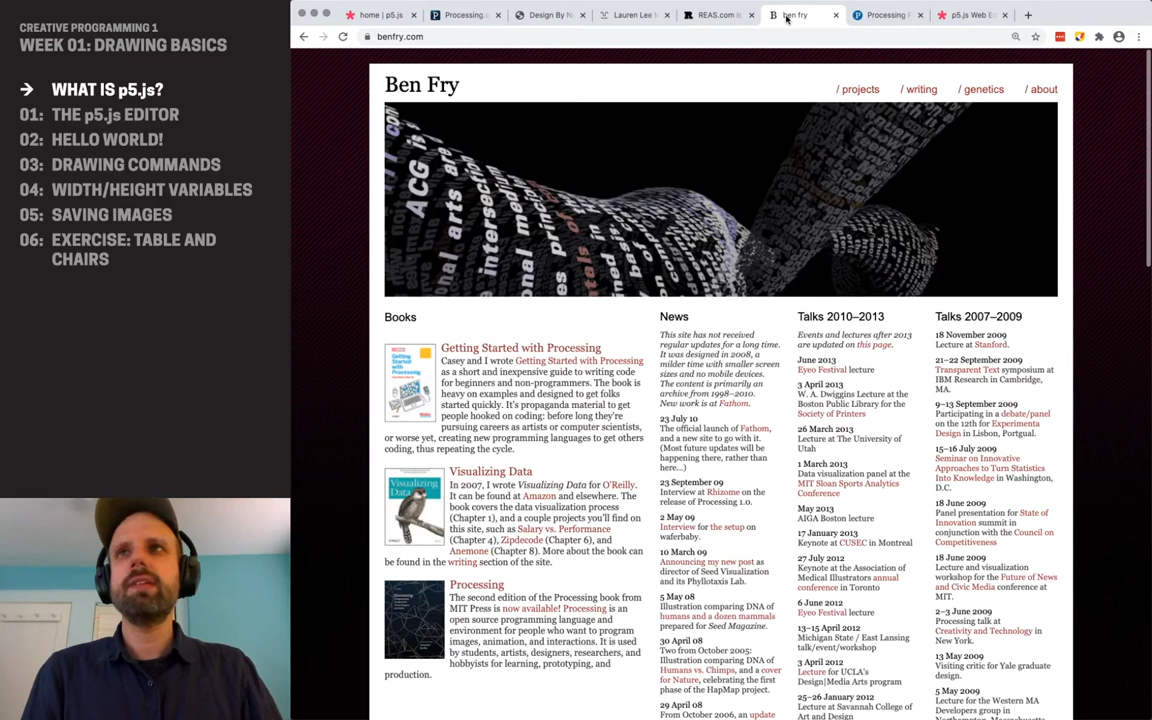 CREATIVE PROGRAMMING 1
WEEK 01: DRAWING BASICS
→ WHAT IS p5.js?
01: THE p5.js EDITOR
02: HELLO WORLD!
03: DRAWING COMMANDS
04: WIDTH/HEIGHT VARIABLES
05: SAVING IMAGES
06: EXERCISE: TABLE AND
CHAIRS
home | p5.js
Processing.
Design By N
Lauren Lee
REAS.com is
ben fry
Processing F
p5.js Web Ed
benfry.com
Ben Fry
/ projects / writing / genetics / about
Books
Getting Started with Processing
Casey and I wrote Getting Started with Processing
as a short and inexpensive guide to writing code
for beginners and non-programmers. The book is
heavy on examples and designed to get folks
started quickly. It's propaganda material to get
people hooked on coding: before long they're
pursuing careers as artists or computer scientists,
or worse yet, creating new programming languages to get others
coding, thus repeating the cycle.
Visualizing Data
In 2007, I wrote Visualizing Data for O'Reilly.
It can be found at Amazon and elsewhere. The
book covers the data visualization process
(Chapter 1), and a couple projects you'll find on
this site, such as Salary vs. Performance
(Chapter 4), Zipdecode (Chapter 6), and
Anemone (Chapter 8). More about the book can
be found in the writing section of the site.
Processing
The second edition of the Processing book from
MIT Press is now available! Processing is an
open source programming language and
environment for people who want to program
images, animation, and interactions. It is used
by students, artists, designers, researchers, and
hobbyists for learning, prototyping, and
production.
News
This site has not received
regular updates for a long time.
It was designed in 2008, a
milder time with smaller screen
sizes and no mobile devices.
The content is primarily an
archive from 1998–2010.
New work is at Fathom.
23 July 10
The official launch of Fathom,
and a new site to go with it.
(Most future updates will be
happening there, rather than
here...)
23 September 09
Interview at Rhizome on the
release of Processing 1.0.
2 May 09
Interview for the setup on
waferbaby.
10 March 09
Announcing my new post as
director of Seed Visualization
and its Phyllotaxis Lab.
5 May 08
Illustration comparing DNA of
humans and a dozen mammals
prepared for Seed Magazine.
30 April 08
Two from October 2005:
Illustration comparing DNA of
Humans vs. Chimps, and a cover
for Nature, celebrating the first
phase of the HapMap project.
29 April 08
From October 2006, an update
Talks 2010–2013
Events and lectures after 2013
are updated on this page.
June 2013
Eyeo Festival lecture
3 April 2013
W. A. Dwiggins Lecture at the
Boston Public Library for the
Society of Printers
26 March 2013
Lecture at The University of
Utah
1 March 2013
Data visualization panel at the
MIT Sloan Sports Analytics
Conference
May 2013
AIGA Boston lecture
17 January 2013
Keynote at CUSEC in Montreal
27 July 2012
Keynote at the Association of
Medical Illustrators annual
conference in Toronto
6 June 2012
Eyeo Festival lecture
13–15 April 2012
Michigan State / East Lansing
talk/event/workshop
3 April 2012
Lecture for UCLA's
Design|Media Arts program
25–26 January 2012
Lecture at Savannah College of
Art and Design
Talks 2007–2009
18 November 2009
Lecture at Stanford.
21–22 September 2009
Transparent Text symposium at
IBM Research in Cambridge,
MA.
9–13 September 2009
Participating in a debate/panel
on the 12th for Experimenta
Design in Lisbon, Portgual.
15–16 July 2009
Seminar on Innovative
Approaches to Turn Statistics
Into Knowledge in Washington,
D.C.
18 June 2009
Panel presentation for State of
Innovation summit in
conjunction with the Council on
Competitiveness
18 June 2009
Lecture and visualization
workshop for the Future of News
and Civic Media conference at
MIT.
2–3 June 2009
Processing talk at
Creativity and Technology in
New York.
13 May 2009
Visiting critic for Yale graduate
design.
5 May 2009
Lecture for the Western MA
Developers group in